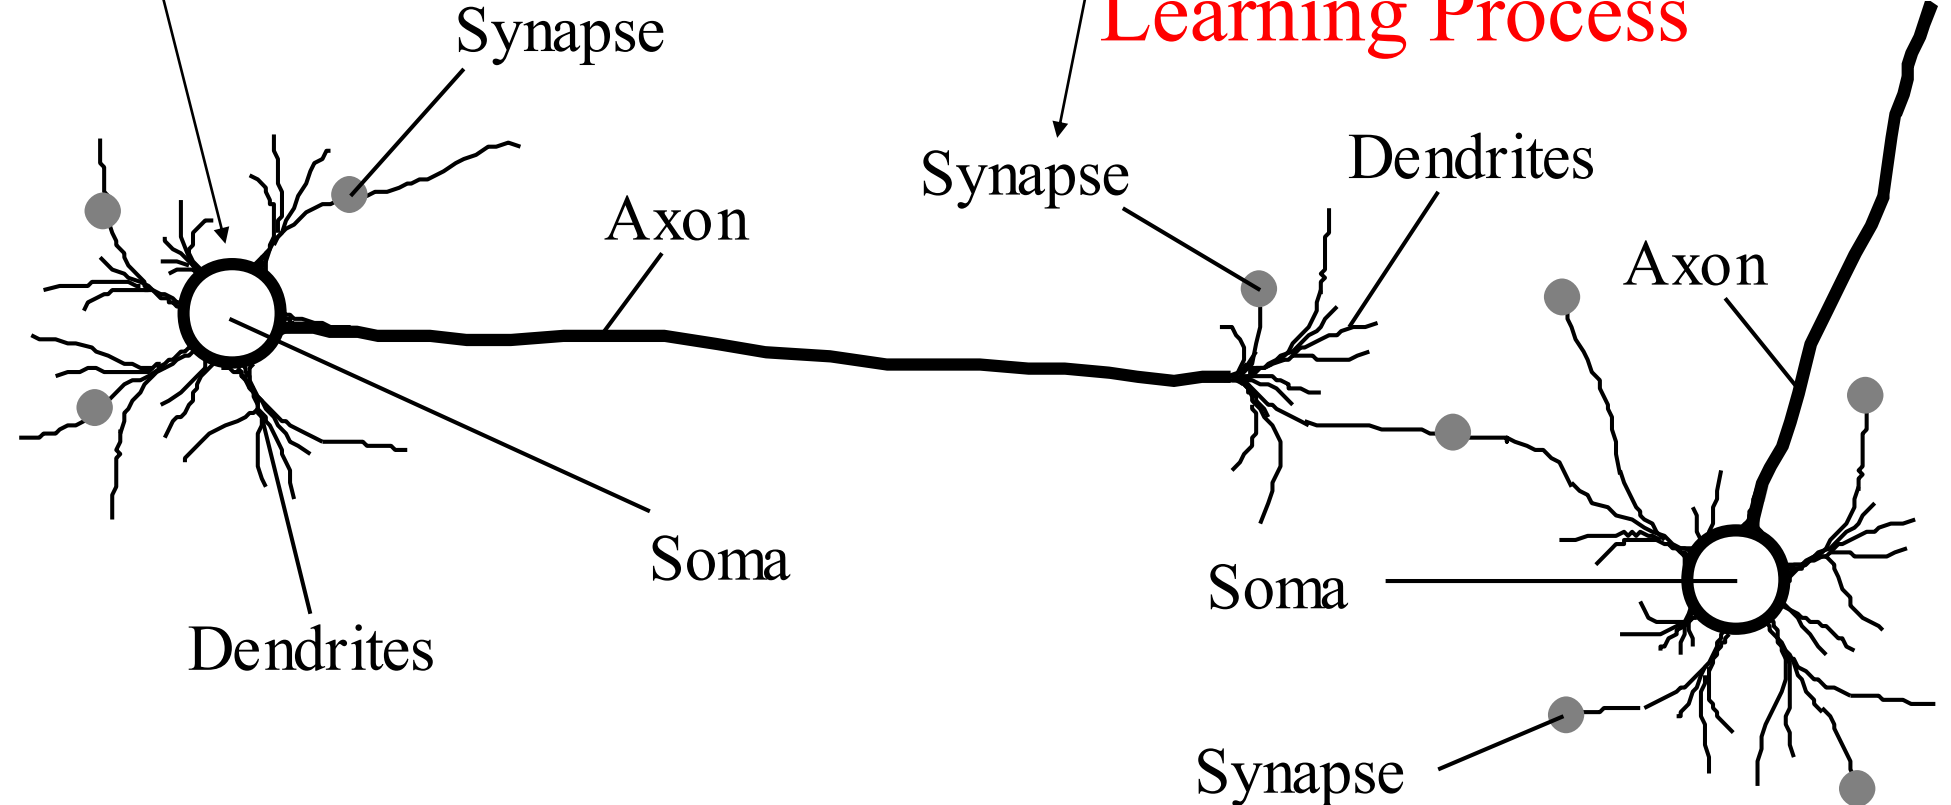 Learning Process
Synapse
Dendrites
Synapse
Axon
Axon
Soma
Soma
Dendrites
Synapse